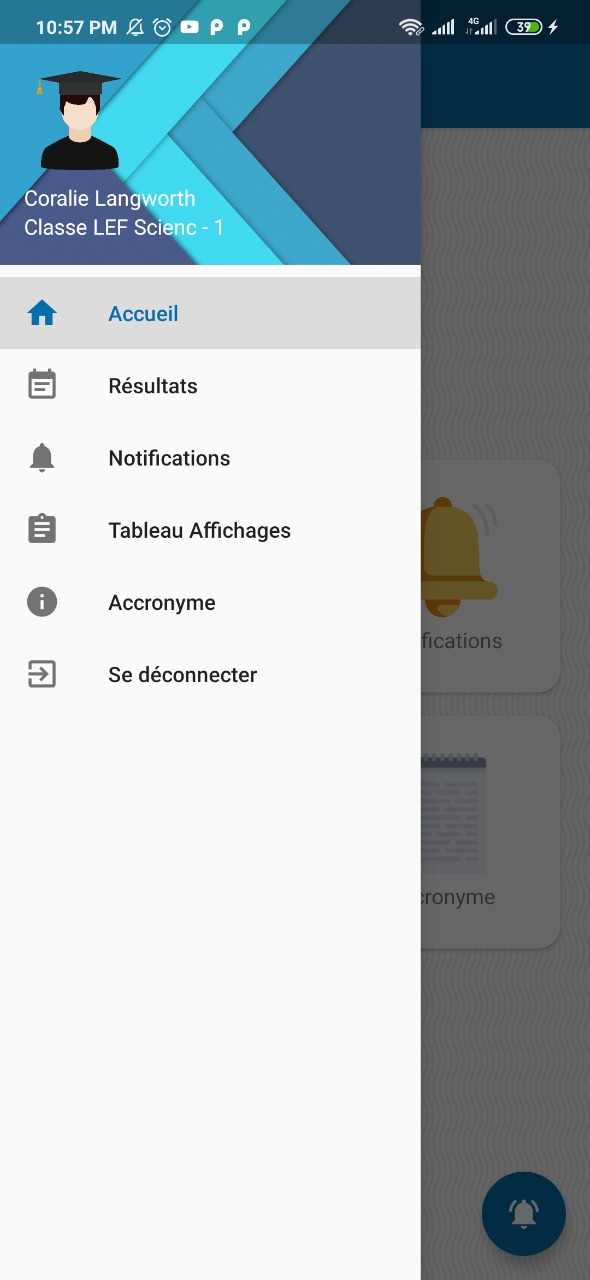 10:57 PM
4G
39
Coralie Langworth
Classe LEF Scienc - 1
Accueil
Résultats
Notifications
fications
Tableau Affichages
Accronyme
Se déconnecter
cronyme